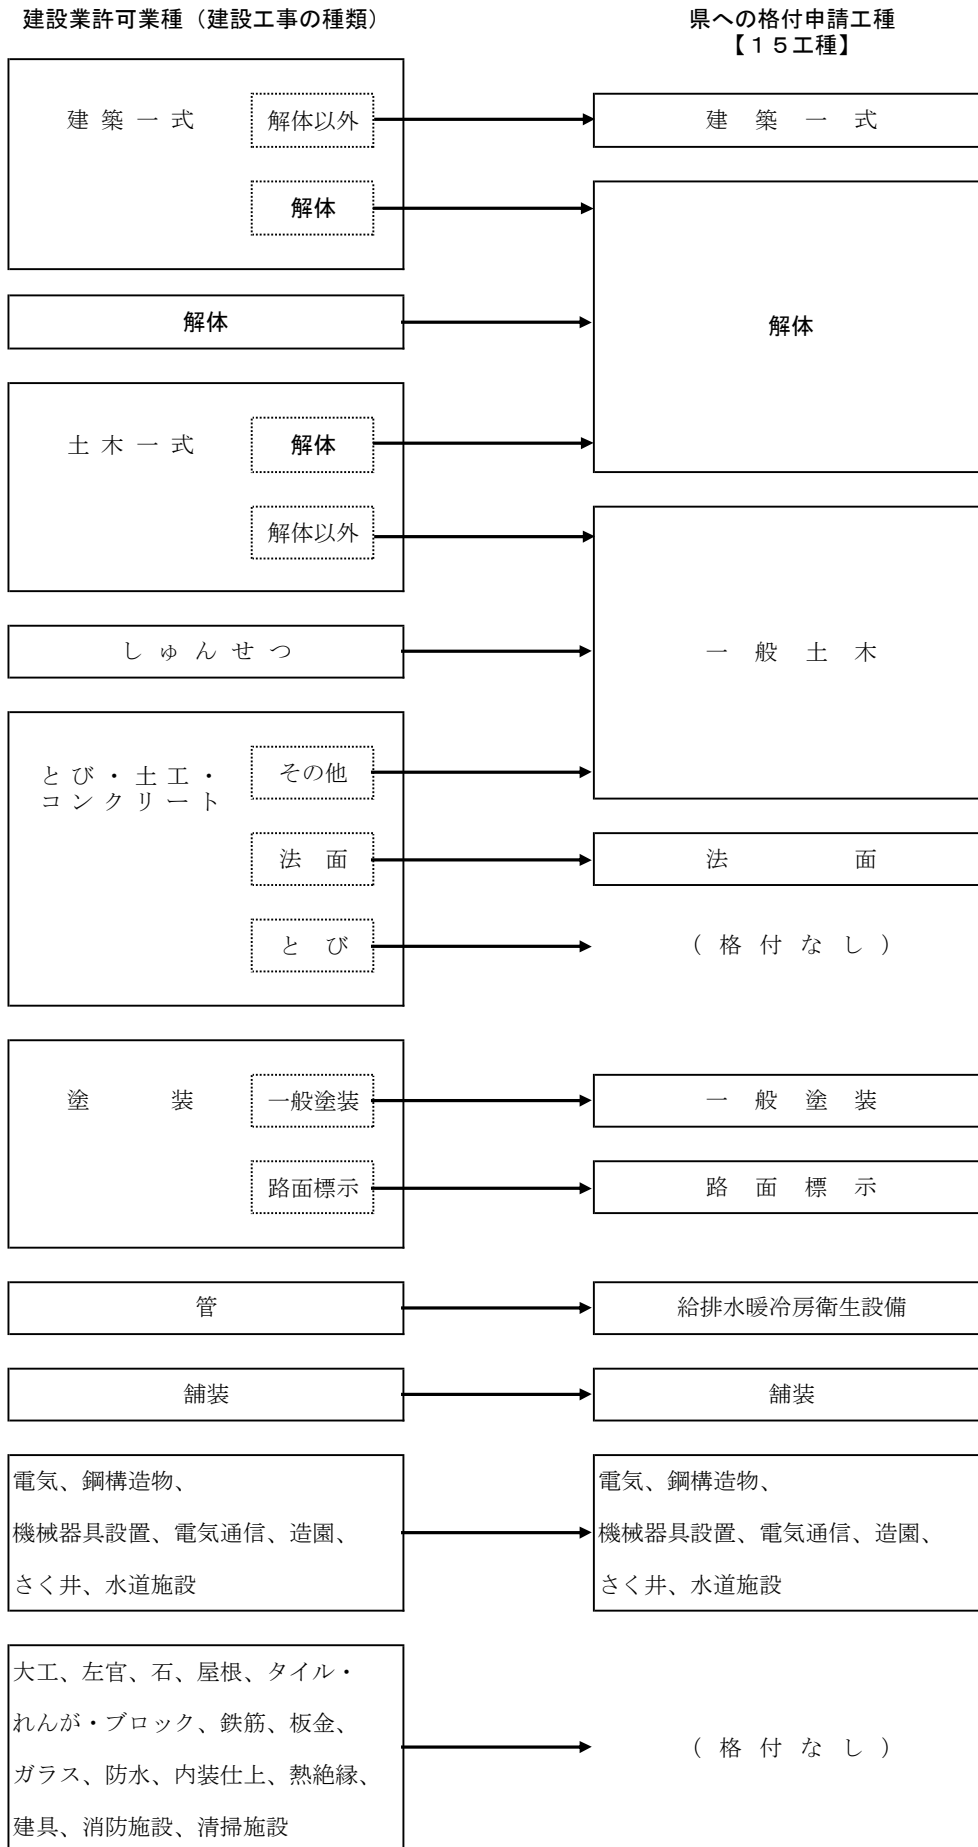 建設業許可業種（建設工事の種類）
県への格付申請工種
【１５工種】
建築一式
解体以外
建築一式
解体
解体
解体
土木一式
解体
解体以外
しゅんせつ
一般土木
とび・土工・
コンクリート
その他
法面
法面
とび
（格付なし）
塗装
一般塗装
一般塗装
路面標示
路面標示
管
給排水暖冷房衛生設備
舗装
舗装
電気、鋼構造物、
機械器具設置、電気通信、造園、
さく井、水道施設
電気、鋼構造物、
機械器具設置、電気通信、造園、
さく井、水道施設
大工、左官、石、屋根、タイル・
れんが・ブロック、鉄筋、板金、
ガラス、防水、内装仕上、熱絶縁、
建具、消防施設、清掃施設
（格付なし）